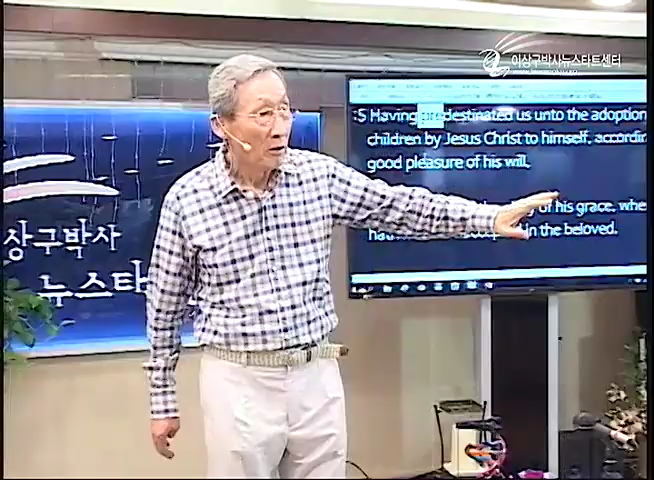 이상구박사뉴스타트센터
:5 Having predestinated us unto the adoption
children by Jesus Christ to himself, accordin
good pleasure of his will,
of his grace, whe
in the beloved.
상구박사
뉴스타트